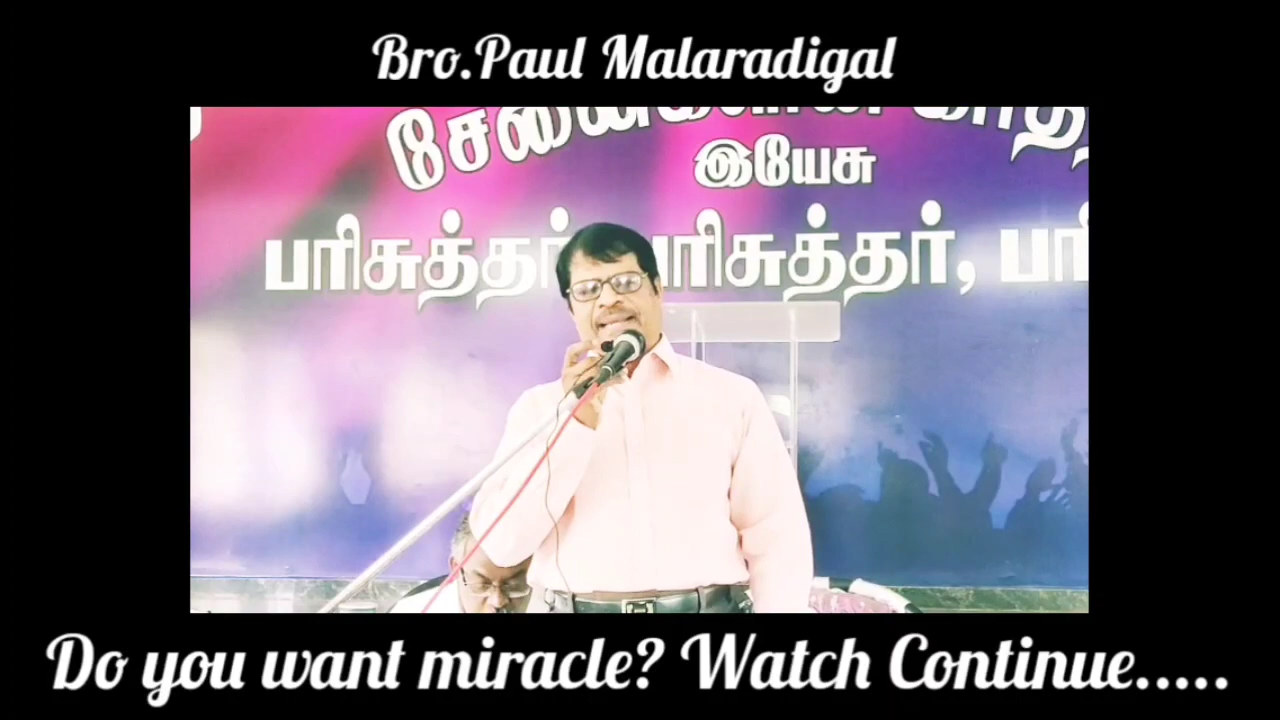 Bro.Paul Malaradigal
இயேசு
பரிசுத்தர், பரிசுத்தர்,
Do you want miracle? Watch Continue.....